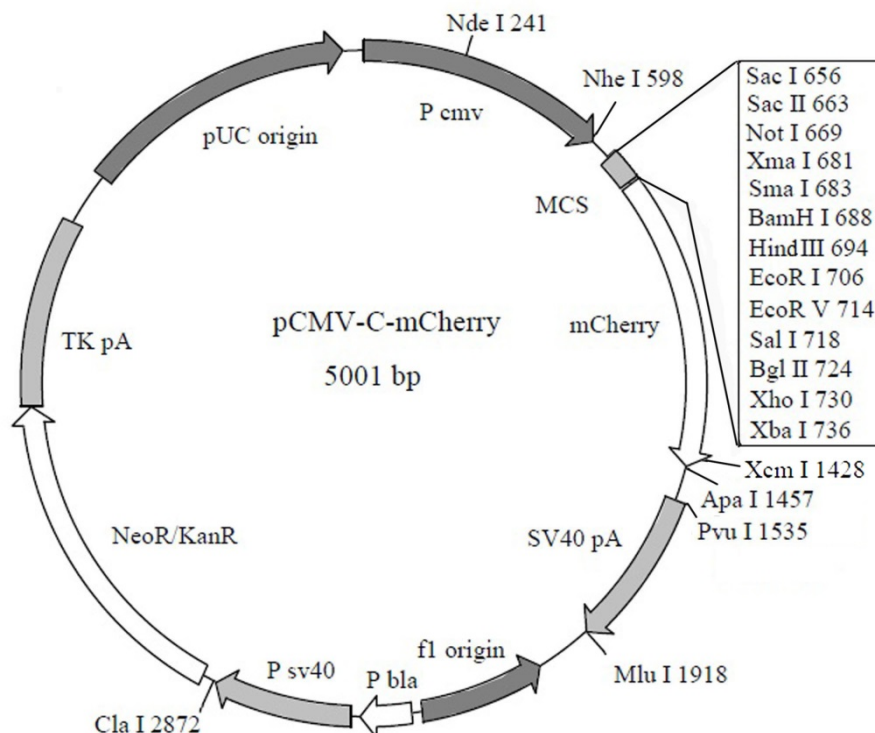 Nde I 241
Nhe I 598
P cmv
pUC origin
MCS
Sac I 656
Sac II 663
Not I 669
Xma I 681
Sma I 683
BamH I 688
HindIII 694
EcoR I 706
EcoR V 714
Sal I 718
Bgl II 724
Xho I 730
Xba I 736
mCherry
pCMV-C-mCherry
5001 bp
TK pA
Xcm I 1428
Apa I 1457
Pvu I 1535
SV40 pA
NeoR/KanR
Mlu I 1918
f1 origin
P bla
P sv40
Cla I 2872